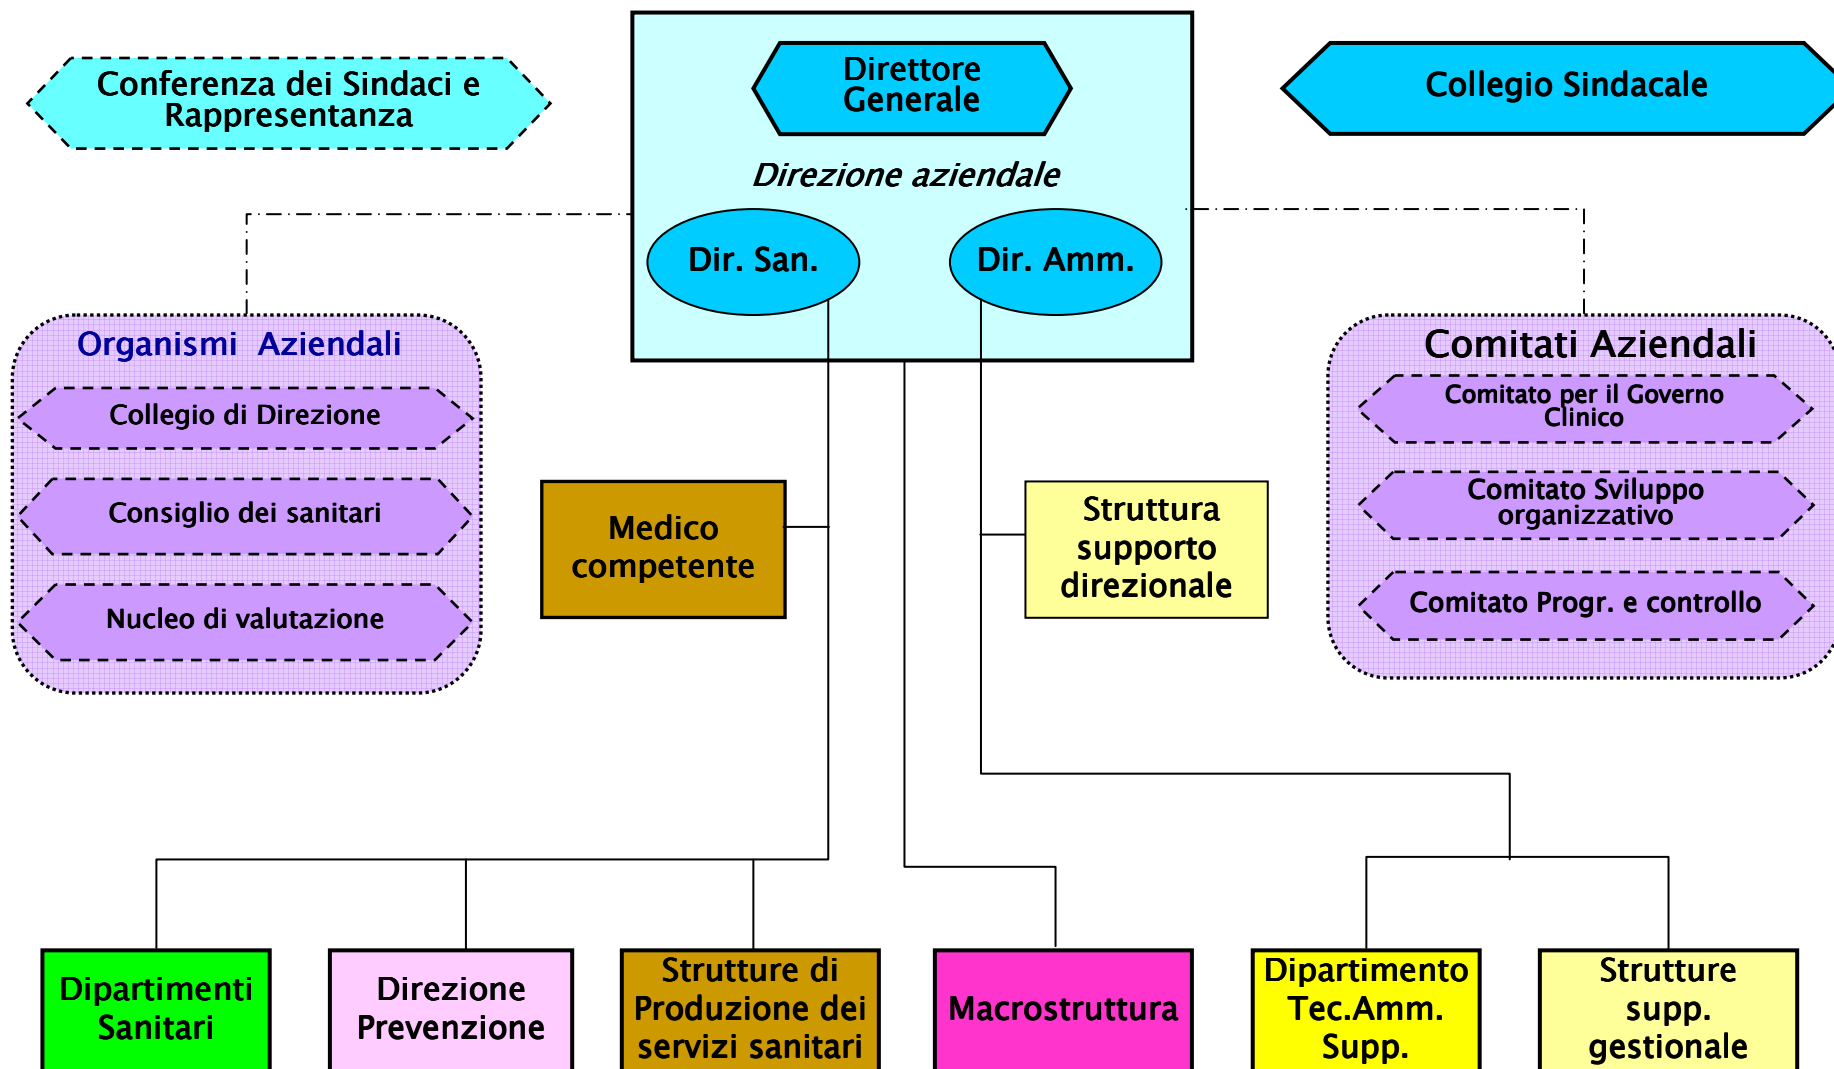 Conferenza dei Sindaci e
Rappresentanza
Direttore
Generale
Collegio Sindacale
Direzione aziendale
Dir. San.
Dir. Amm.
Organismi  Aziendali
Collegio di Direzione
Consiglio dei sanitari
Nucleo di valutazione
Comitati Aziendali
Comitato per il Governo
Clinico
Comitato Sviluppo
organizzativo
Comitato Progr. e controllo
Medico
competente
Struttura
supporto
direzionale
Dipartimenti
Sanitari
Direzione
Prevenzione
Strutture di
Produzione dei
servizi sanitari
Macrostruttura
Dipartimento
Tec.Amm.
Supp.
Strutture
supp.
gestionale